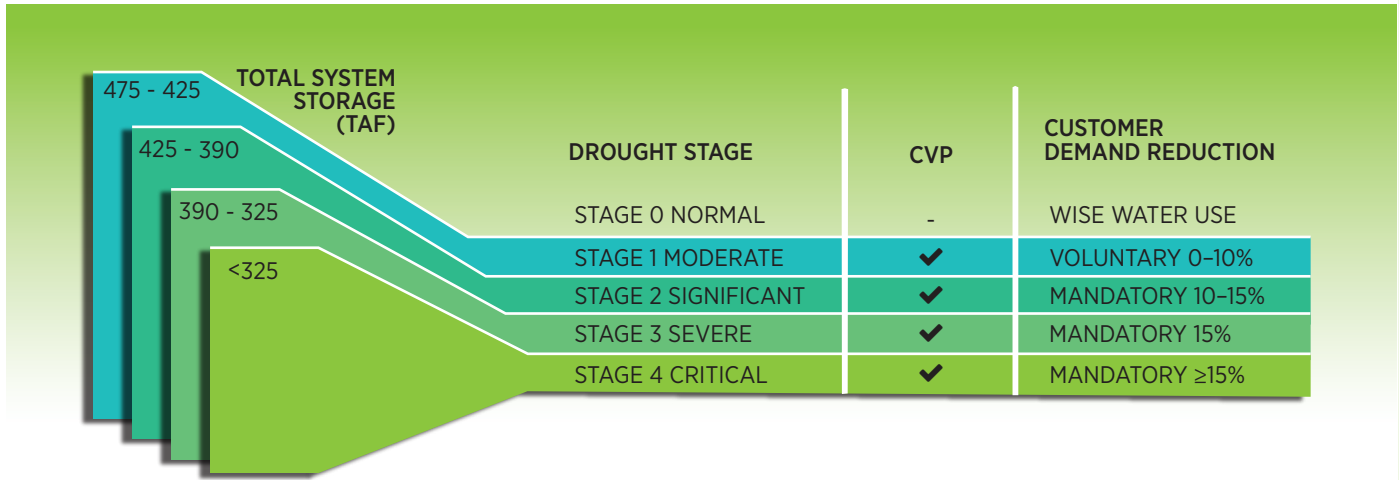 475 - 425
TOTAL SYSTEM
STORAGE
(TAF)
425 - 390
390 - 325
<325
DROUGHT STAGE CVP CUSTOMER
DEMAND REDUCTION
STAGE 0 NORMAL - WISE WATER USE
STAGE 1 MODERATE ✔ VOLUNTARY 0–10%
STAGE 2 SIGNIFICANT ✔ MANDATORY 10–15%
STAGE 3 SEVERE ✔ MANDATORY 15%
STAGE 4 CRITICAL ✔ MANDATORY ≥15%